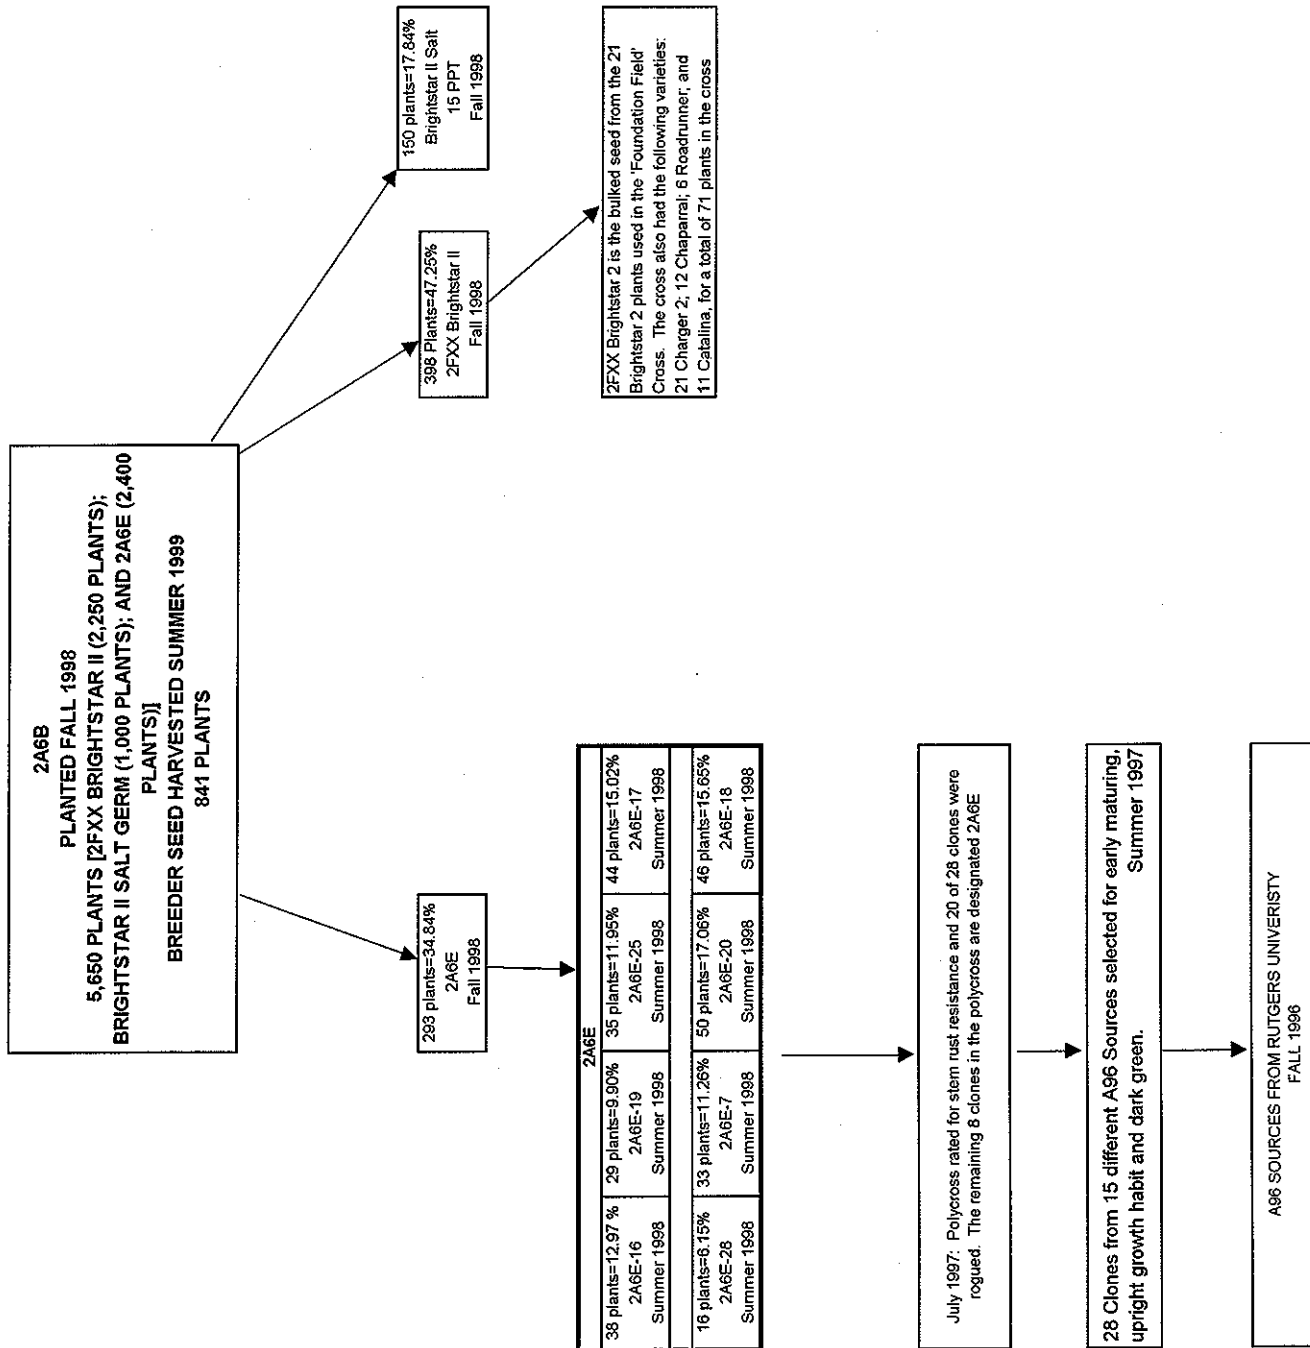 2A6B
PLANTED FALL 1998
5,650 PLANTS [2FXX BRIGHTSTAR II (2,250 PLANTS);
BRIGHTSTAR II SALT GERM (1,000 PLANTS); AND 2A6E (2,400
PLANTS)]
BREEDER SEED HARVESTED SUMMER 1999
841 PLANTS
293 plants=34.84%
2A6E
Fall 1998
398 Plants=47.25%
2FXX Brightstar II
Fall 1998
150 plants=17.84%
Brightstar II Salt
15 PPT
Fall 1998
2FXX Brightstar 2 is the bulked seed from the 21
Brightstar 2 plants used in the 'Foundation Field'
Cross. The cross also had the following varieties:
21 Charger 2; 12 Chaparral; 6 Roadrunner; and
11 Catalina, for a total of 71 plants in the cross
2A6E
38 plants=12.97 %
2A6E-16
Summer 1998
29 plants=9.90%
2A6E-19
Summer 1998
35 plants=11.95%
2A6E-25
Summer 1998
44 plants=15.02%
2A6E-17
Summer 1998
16 plants=6.15%
2A6E-28
Summer 1998
33 plants=11.26%
2A6E-7
Summer 1998
50 plants=17.06%
2A6E-20
Summer 1998
46 plants=15.65%
2A6E-18
Summer 1998
July 1997: Polycross rated for stem rust resistance and 20 of 28 clones were
rogued. The remaining 8 clones in the polycross are designated 2A6E
28 Clones from 15 different A96 Sources selected for early maturing,
upright growth habit and dark green. Summer 1997
A96 SOURCES FROM RUTGERS UNIVERISTY
FALL 1996